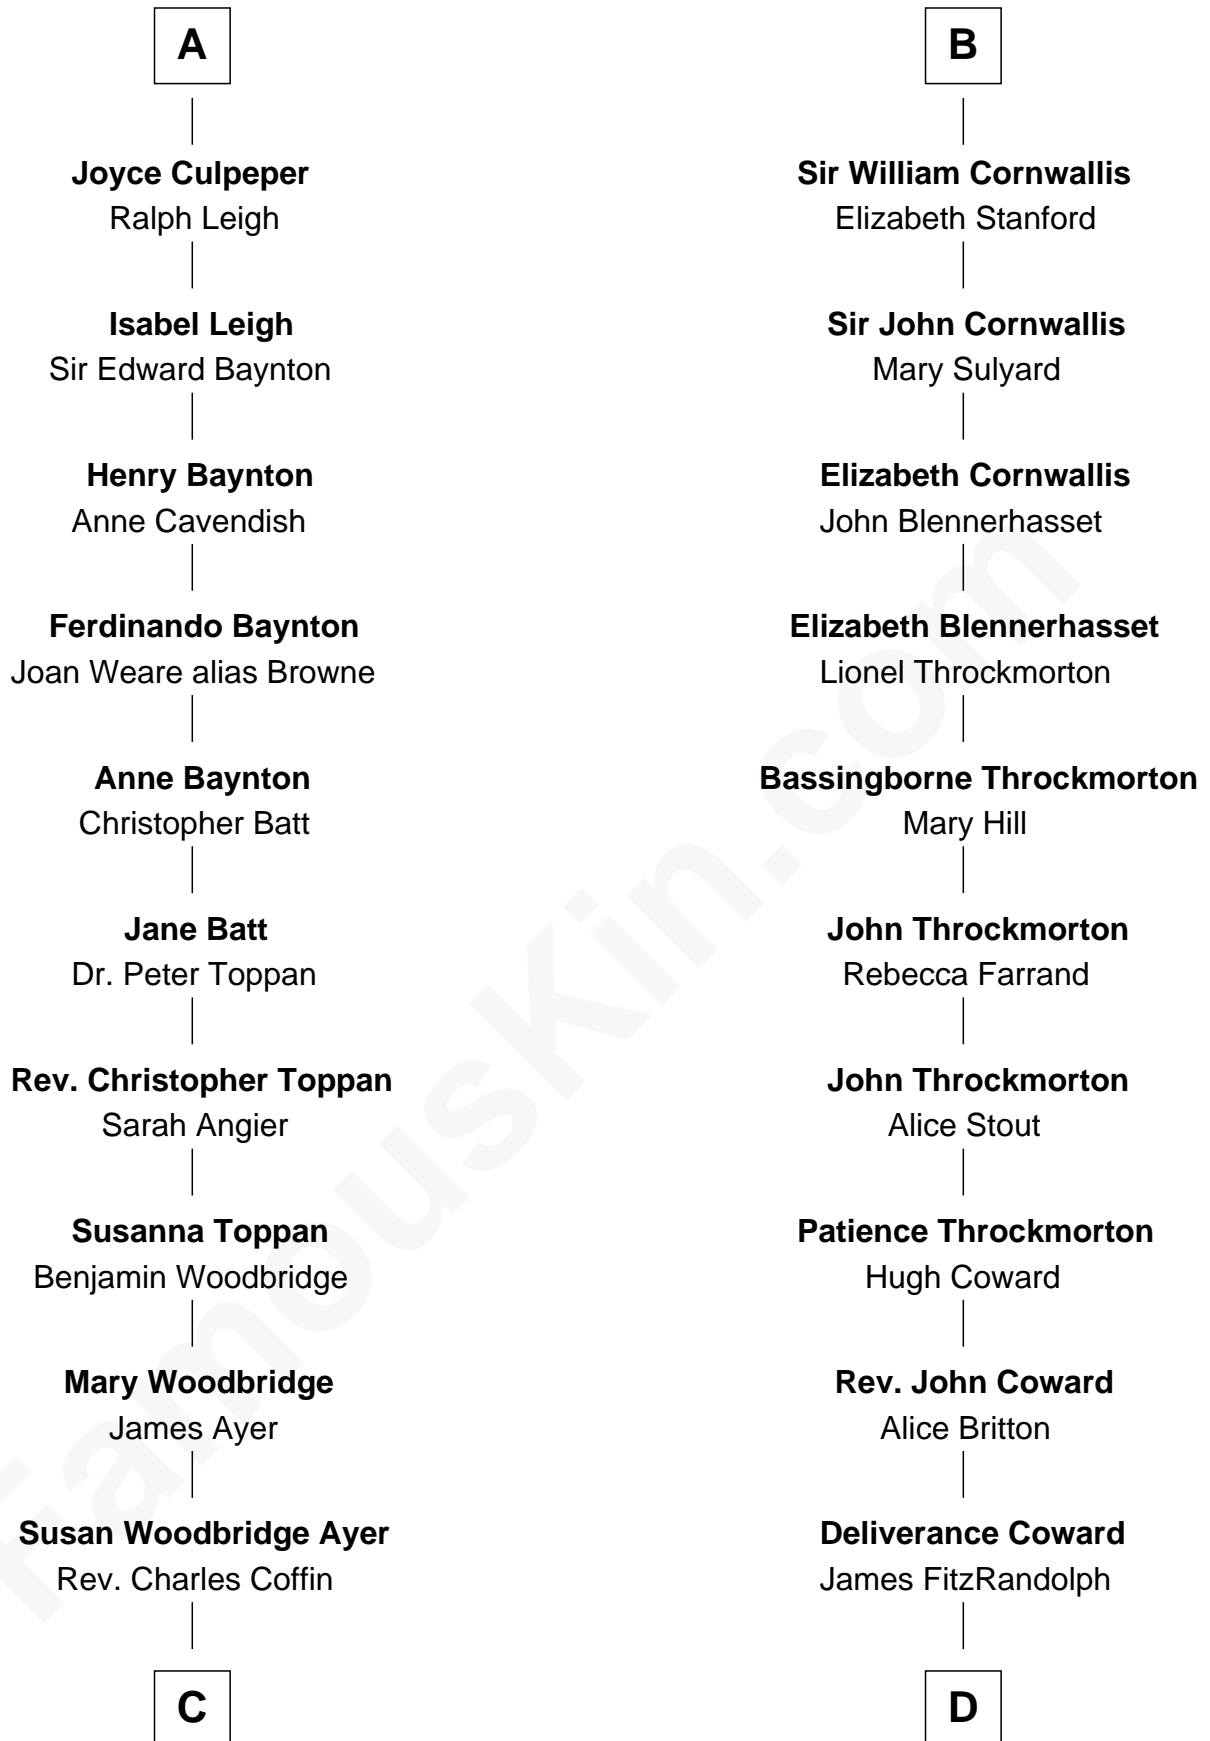 A
Joyce Culpeper
Ralph Leigh
Isabel Leigh
Sir Edward Baynton
Henry Baynton
Anne Cavendish
Ferdinando Baynton
Joan Weare alias Browne
Anne Baynton
Christopher Batt
Jane Batt
Dr. Peter Toppan
Rev. Christopher Toppan
Sarah Angier
Susanna Toppan
Benjamin Woodbridge
Mary Woodbridge
James Ayer
Susan Woodbridge Ayer
Rev. Charles Coffin
C
B
Sir William Cornwallis
Elizabeth Stanford
Sir John Cornwallis
Mary Sulyard
Elizabeth Cornwallis
John Blennerhasset
Elizabeth Blennerhasset
Lionel Throckmorton
Bassingborne Throckmorton
Mary Hill
John Throckmorton
Rebecca Farrand
John Throckmorton
Alice Stout
Patience Throckmorton
Hugh Coward
Rev. John Coward
Alice Britton
Deliverance Coward
James FitzRandolph
D
FamousKin.com